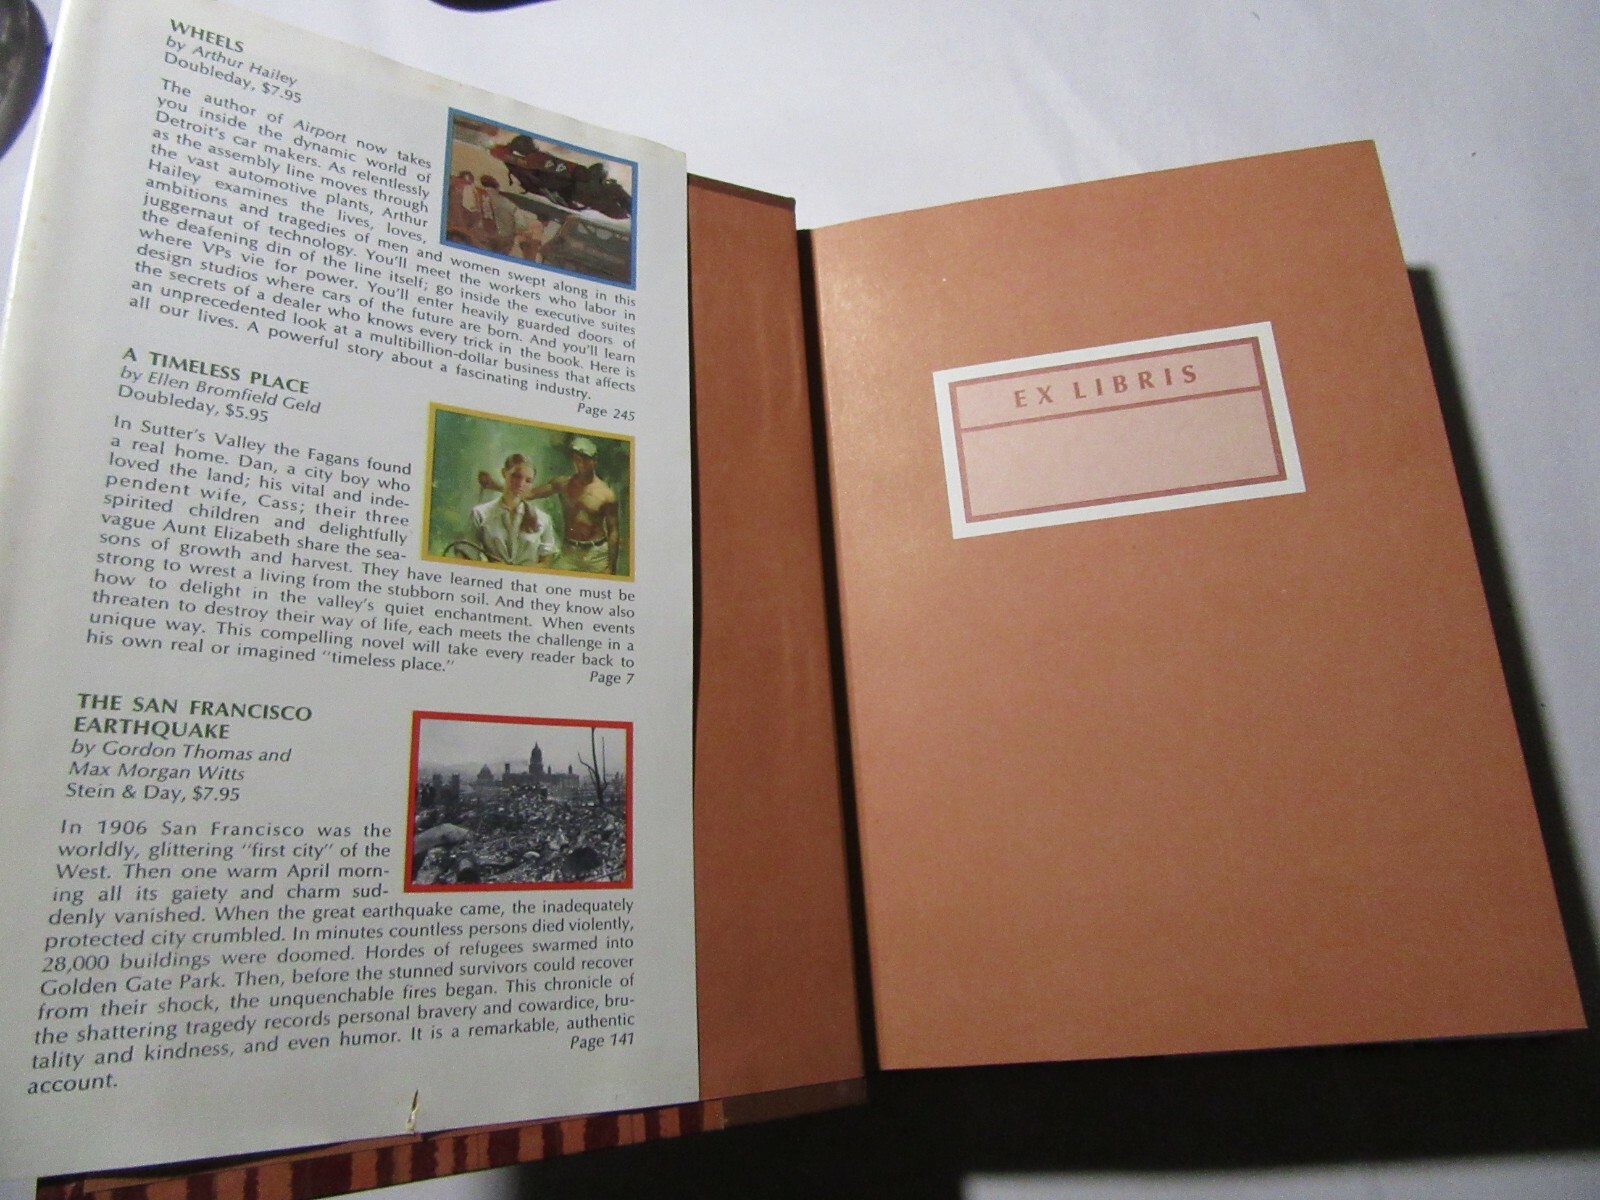 WHEELS
by Arthur Hailey
Doubleday, $7.95
The author of Airport now takes
you inside the dynamic world of
Detroit's car makers. As relentlessly
as the assembly line moves through
the vast automotive plants, Arthur
Hailey examines the lives, loves,
ambitions and tragedies of men and women swept along in this
juggernaut of technology. You'll meet the workers who labor in
the deafening din of the line itself; go inside the executive suites
where VPs vie for power. You'll enter heavily guarded doors of
design studios where cars of the future are born. And you'll learn
the secrets of a dealer who knows every trick in the book. Here is
an unprecedented look at a multibillion-dollar business that affects
all our lives. A powerful story about a fascinating industry.
Page 245
A TIMELESS PLACE
by Ellen Bromfield Geld
Doubleday, $5.95
In Sutter's Valley the Fagans found
a real home. Dan, a city boy who
loved the land; his vital and inde-
pendent wife, Cass; their three
spirited children and delightfully
vague Aunt Elizabeth share the sea-
sons of growth and harvest. They have learned that one must be
strong to wrest a living from the stubborn soil. And they know also
how to delight in the valley's quiet enchantment. When events
threaten to destroy their way of life, each meets the challenge in a
unique way. This compelling novel will take every reader back to
his own real or imagined "timeless place."
Page 7
THE SAN FRANCISCO
EARTHQUAKE
by Gordon Thomas and
Max Morgan Witts
Stein & Day, $7.95
In 1906 San Francisco was the
worldly, glittering "first city" of the
West. Then one warm April morn-
ing all its gaiety and charm sud-
denly vanished. When the great earthquake came, the inadequately
protected city crumbled. In minutes countless persons died violently,
28,000 buildings were doomed. Hordes of refugees swarmed into
Golden Gate Park. Then, before the stunned survivors could recover
from their shock, the unquenchable fires began. This chronicle of
the shattering tragedy records personal bravery and cowardice, bru-
tality and kindness, and even humor. It is a remarkable, authentic
account.
Page 141
EX LIBRIS